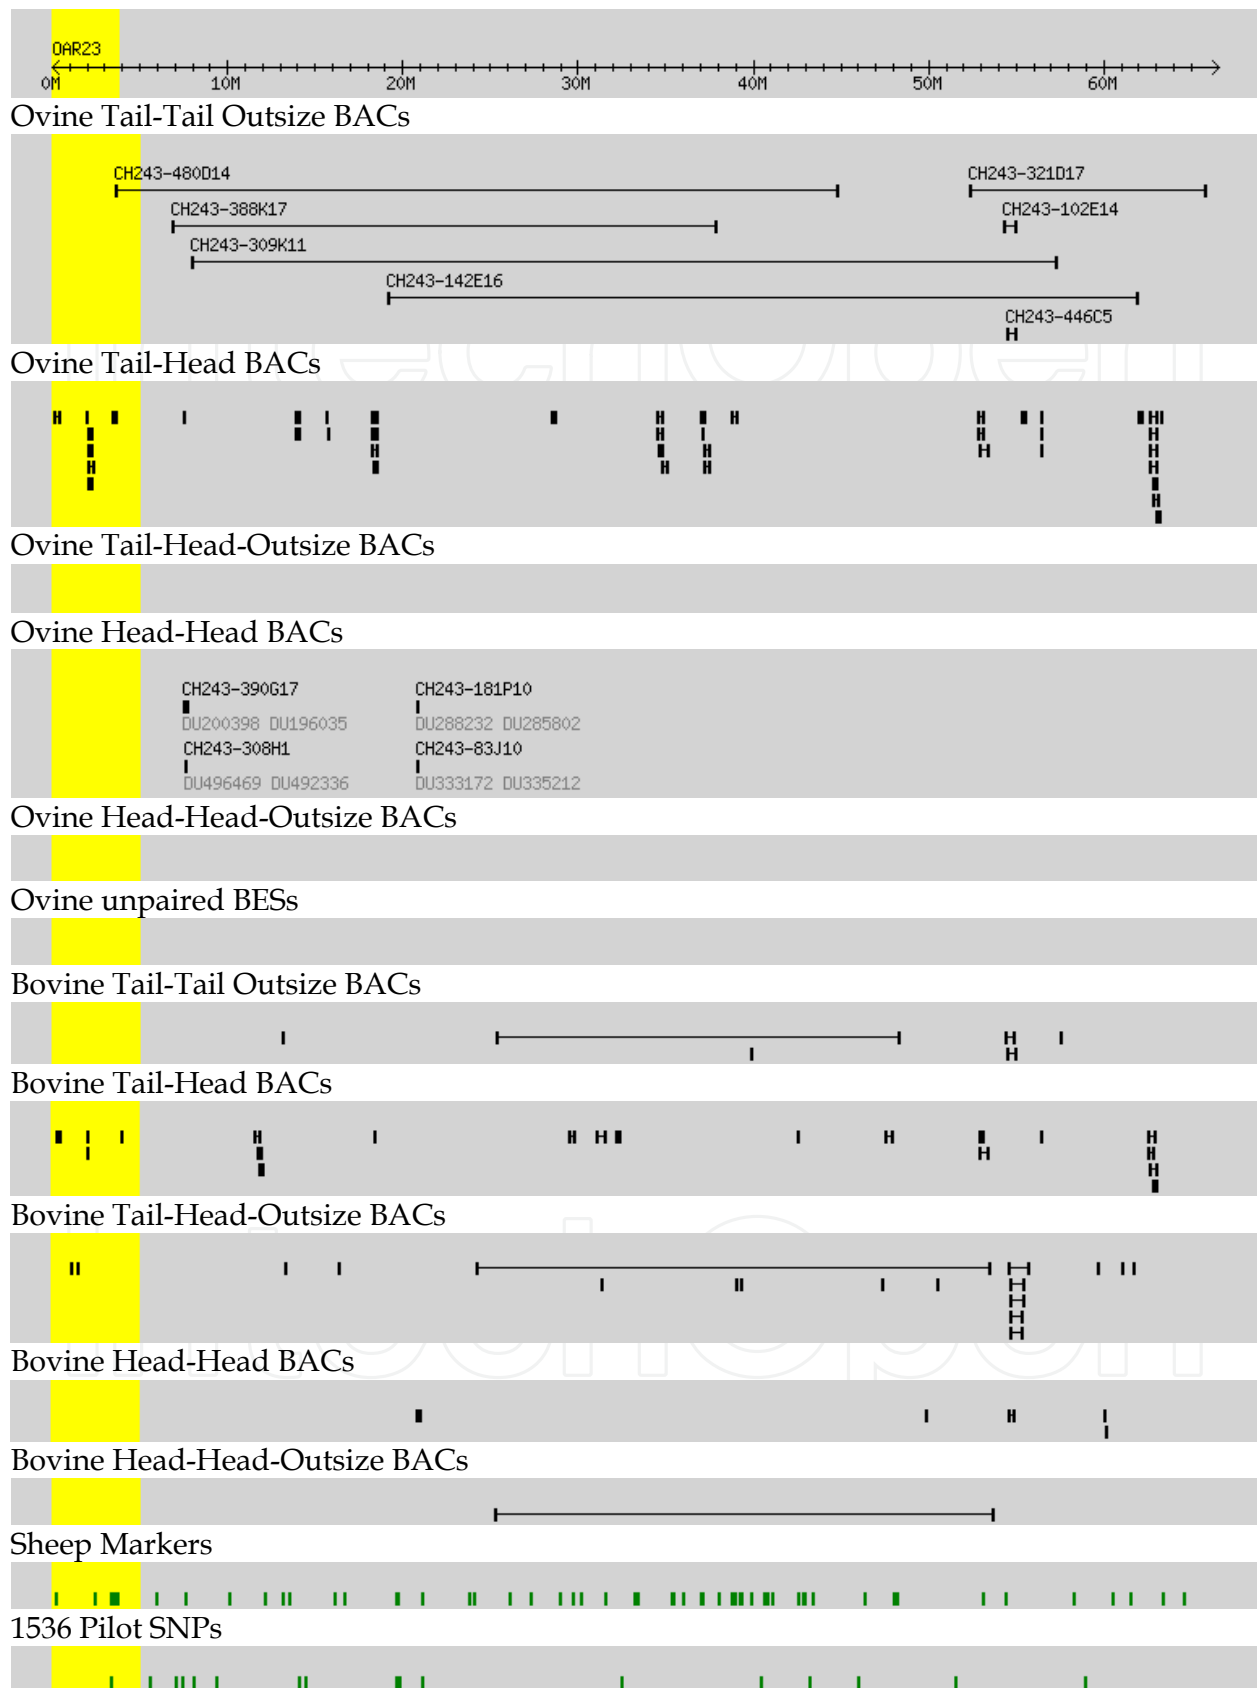 OAR23
0M 10M 20M 30M 40M 50M 60M
Ovine Tail-Tail Outsize BACs
CH243-480D14 CH243-321D17
CH243-388K17 CH243-102E14
CH243-309K11
CH243-142E16
CH243-446C5
Ovine Tail-Head BACs
Ovine Tail-Head-Outsize BACs
Ovine Head-Head BACs
CH243-390G17 CH243-181P10
DU200398 DU196035 DU288232 DU285802
CH243-308H1 CH243-83J10
DU496469 DU492336 DU333172 DU335212
Ovine Head-Head-Outsize BACs
Ovine unpaired BESs
Bovine Tail-Tail Outsize BACs
Bovine Tail-Head BACs
Bovine Tail-Head-Outsize BACs
Bovine Head-Head BACs
Bovine Head-Head-Outsize BACs
Sheep Markers
1536 Pilot SNPs